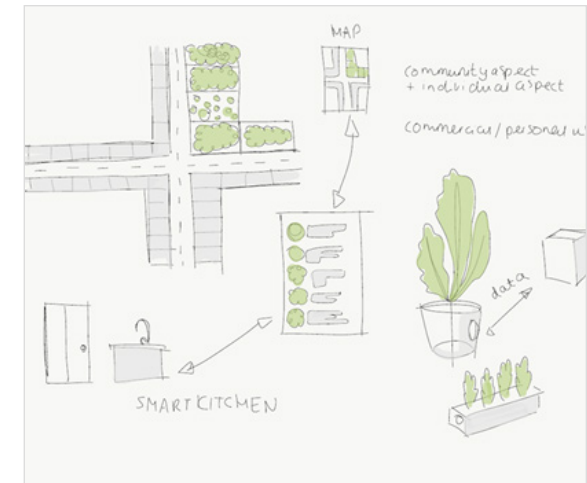 MAP
community aspect
+ individual aspect
commercial / personal
data
SMART KITCHEN